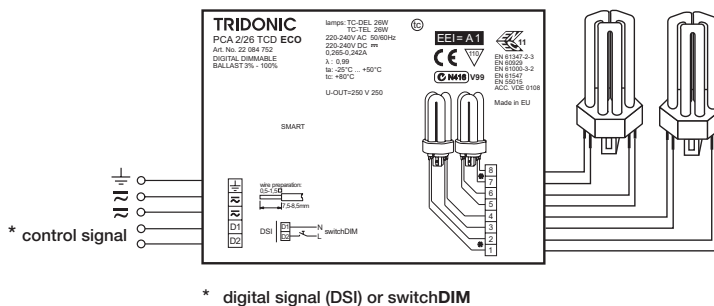 TRIDONIC
PCA 2/26 TCD ECO
Art. No. 22 084 752
DIGITAL DIMMABLE
BALLAST 3% - 100%
lamps: TC-DEL 26W
TC-TEL 26W
220-240V AC 50/60Hz
220-240V DC
0,265-0,242A
λ : 0,99
ta: -25°C ... +50°C
tc: +80°C
U-OUT=250 V 250
tc
EEI= A 1
110
N416 V99
11
EN 61347-2-3
EN 60929
EN 61000-3-2
EN 61547
EN 55015
ACC. VDE 0108
Made in EU
SMART
wire preparation:
0,5-1,5
7,5-8,5mm
D1
D2
DSI
D1
D2
N
L
switchDIM
8
7
6
5
4
3
2
1
*
*
* control signal
* digital signal (DSI) or switchDIM